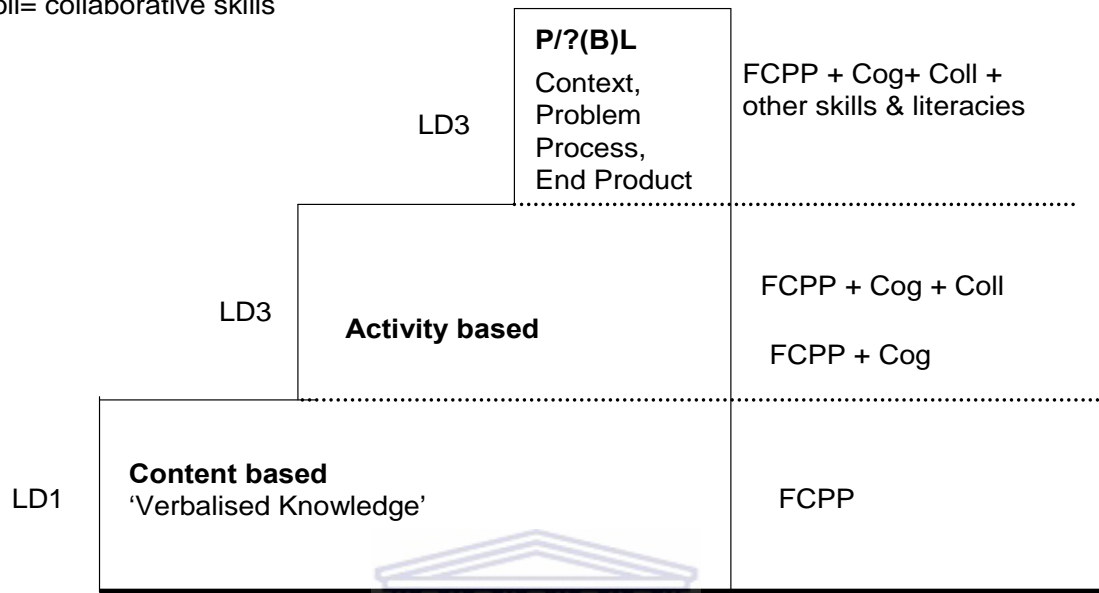 = collaborative skills
P/?(B)L
Context,
Problem
Process,
End Product
LD3
FCPP + Cog+ Coll +
other skills & literacies
LD3
Activity based
FCPP + Cog + Coll
FCPP + Cog
LD1
Content based
‘Verbalised Knowledge’
FCPP